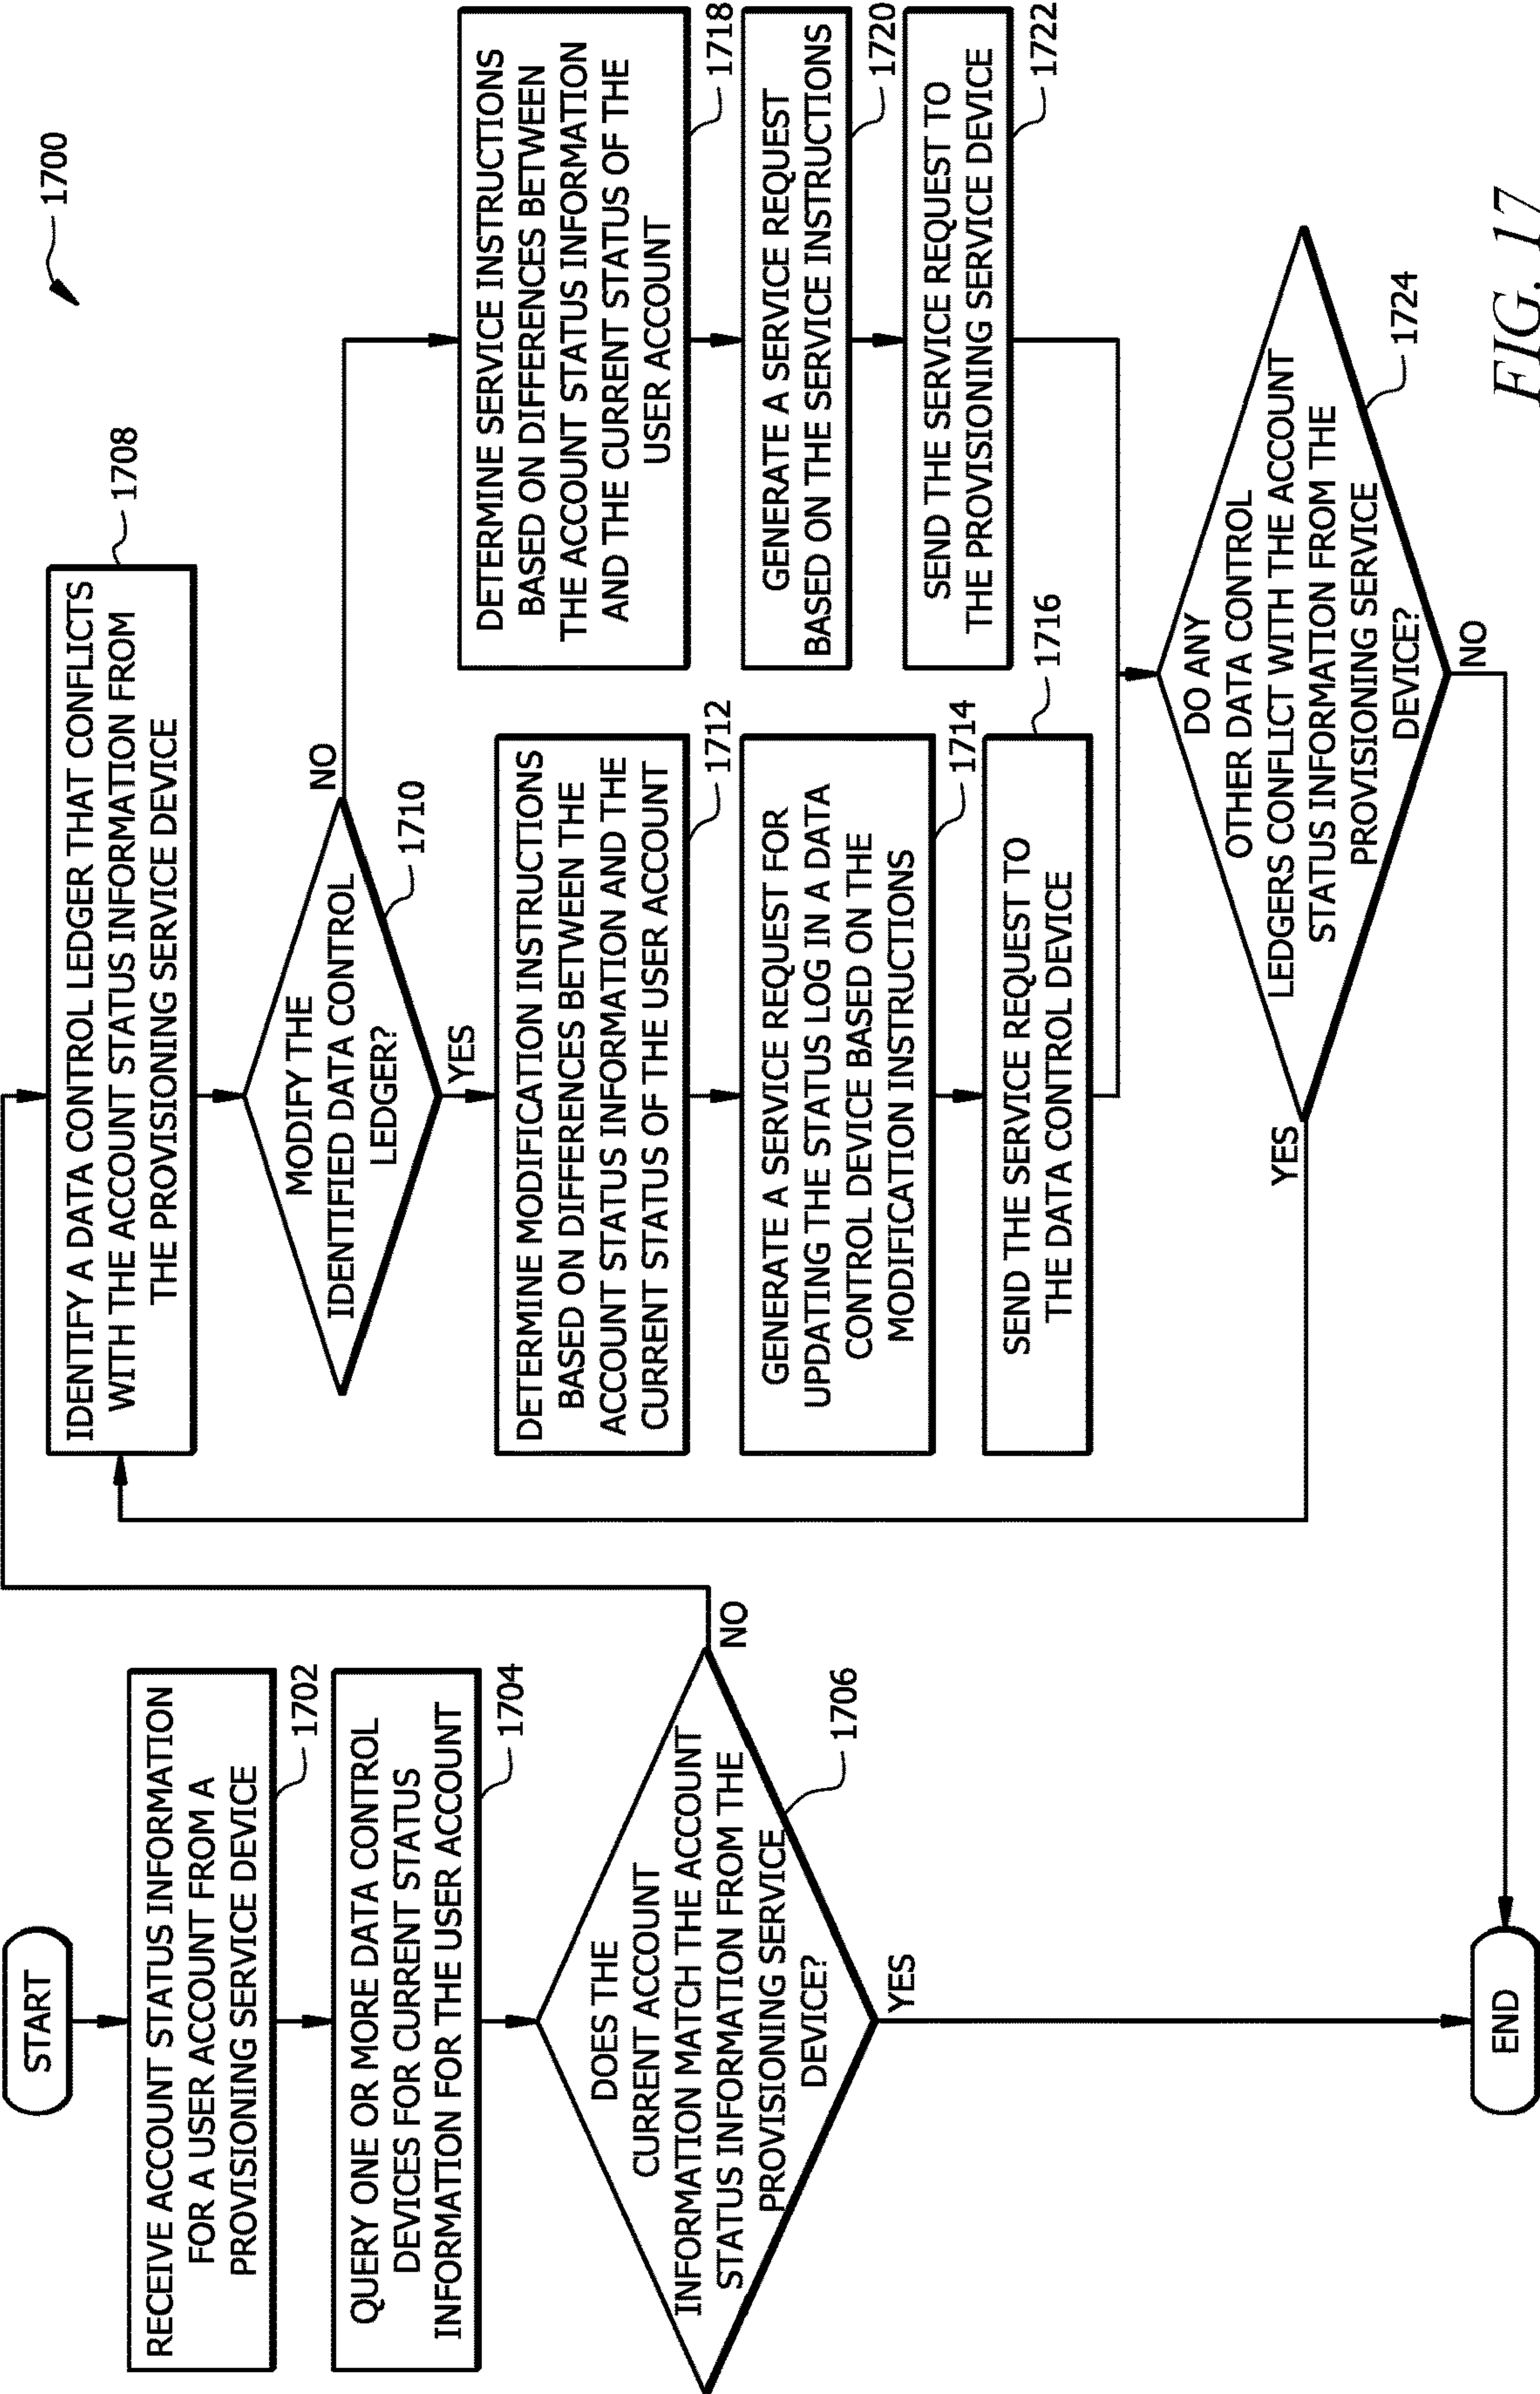 1700
START
RECEIVE ACCOUNT STATUS INFORMATION
FOR A USER ACCOUNT FROM A
PROVISIONING SERVICE DEVICE
1702
QUERY ONE OR MORE DATA CONTROL
DEVICES FOR CURRENT STATUS
INFORMATION FOR THE USER ACCOUNT
1704
DOES THE
CURRENT ACCOUNT
INFORMATION MATCH THE ACCOUNT
STATUS INFORMATION FROM THE
PROVISIONING SERVICE
DEVICE?
1706
NO
YES
IDENTIFY A DATA CONTROL LEDGER THAT CONFLICTS
WITH THE ACCOUNT STATUS INFORMATION FROM
THE PROVISIONING SERVICE DEVICE
1708
MODIFY THE
IDENTIFIED DATA CONTROL
LEDGER?
1710
NO
YES
DETERMINE MODIFICATION INSTRUCTIONS
BASED ON DIFFERENCES BETWEEN THE
ACCOUNT STATUS INFORMATION AND THE
CURRENT STATUS OF THE USER ACCOUNT
1712
GENERATE A SERVICE REQUEST FOR
UPDATING THE STATUS LOG IN A DATA
CONTROL DEVICE BASED ON THE
MODIFICATION INSTRUCTIONS
1714
SEND THE SERVICE REQUEST TO
THE DATA CONTROL DEVICE
1716
DETERMINE SERVICE INSTRUCTIONS
BASED ON DIFFERENCES BETWEEN
THE ACCOUNT STATUS INFORMATION
AND THE CURRENT STATUS OF THE
USER ACCOUNT
1718
GENERATE A SERVICE REQUEST
BASED ON THE SERVICE INSTRUCTIONS
1720
SEND THE SERVICE REQUEST TO
THE PROVISIONING SERVICE DEVICE
1722
DO ANY
OTHER DATA CONTROL
LEDGERS CONFLICT WITH THE ACCOUNT
STATUS INFORMATION FROM THE
PROVISIONING SERVICE
DEVICE?
1724
YES
NO
END
FIG. 17